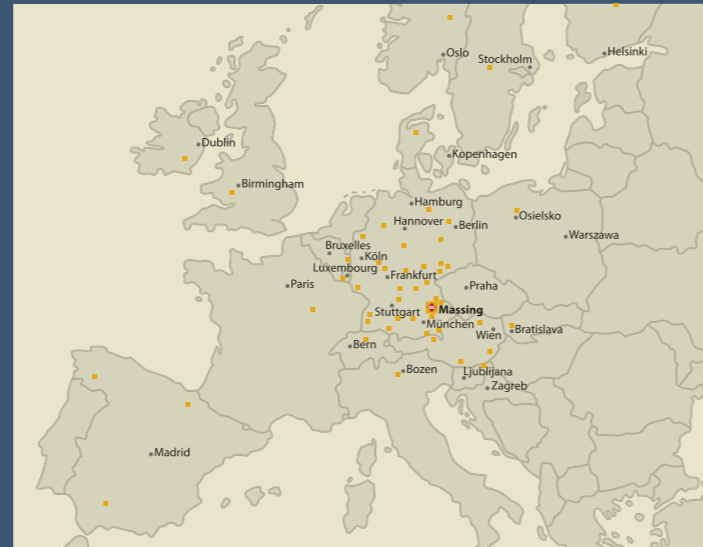 Oslo
Stockholm
Helsinki
Dublin
Kopenhagen
Birmingham
Hamburg
Hannover
Berlin
Osielsko
Warszawa
Bruxelles
Köln
Luxembourg
Frankfurt
Paris
Praha
Stuttgart
Massing
München
Wien
Bratislava
Bern
Bozen
Ljublijana
Zagreb
Madrid